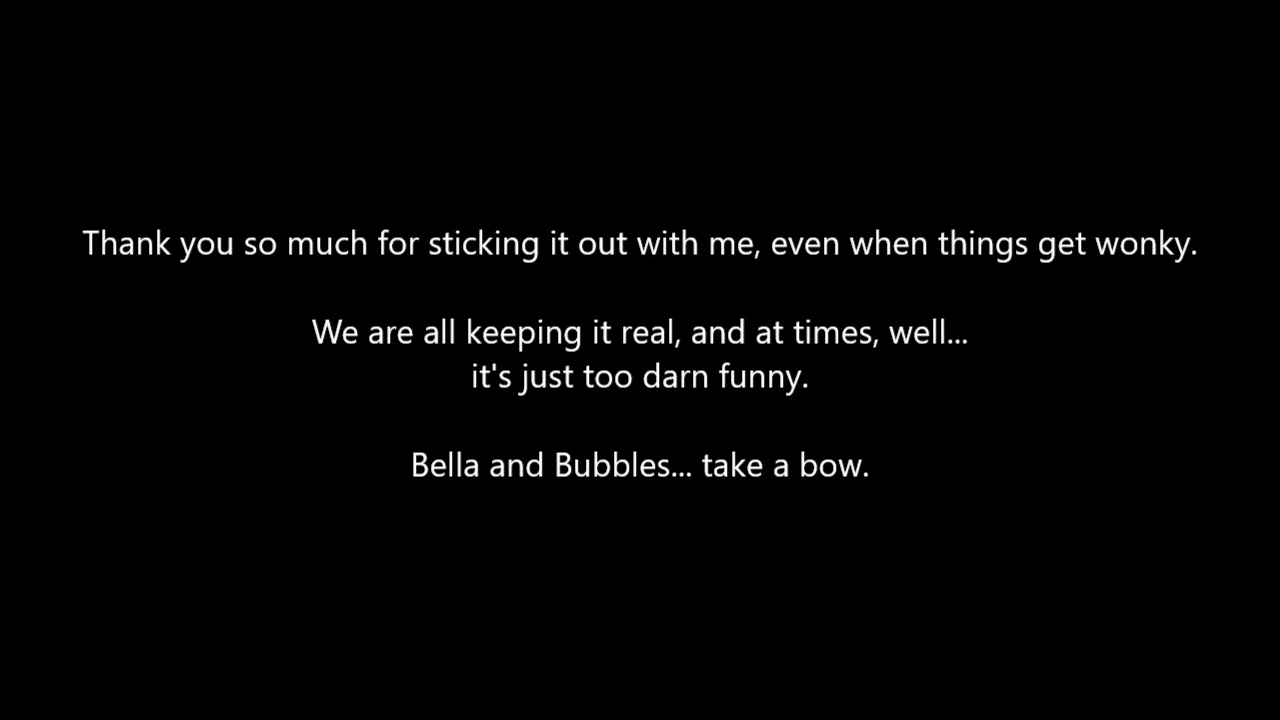 Thank you so much for sticking it out with me, even when things get wonky.
We are all keeping it real, and at times, well...
it's just too darn funny.
Bella and Bubbles... take a bow.